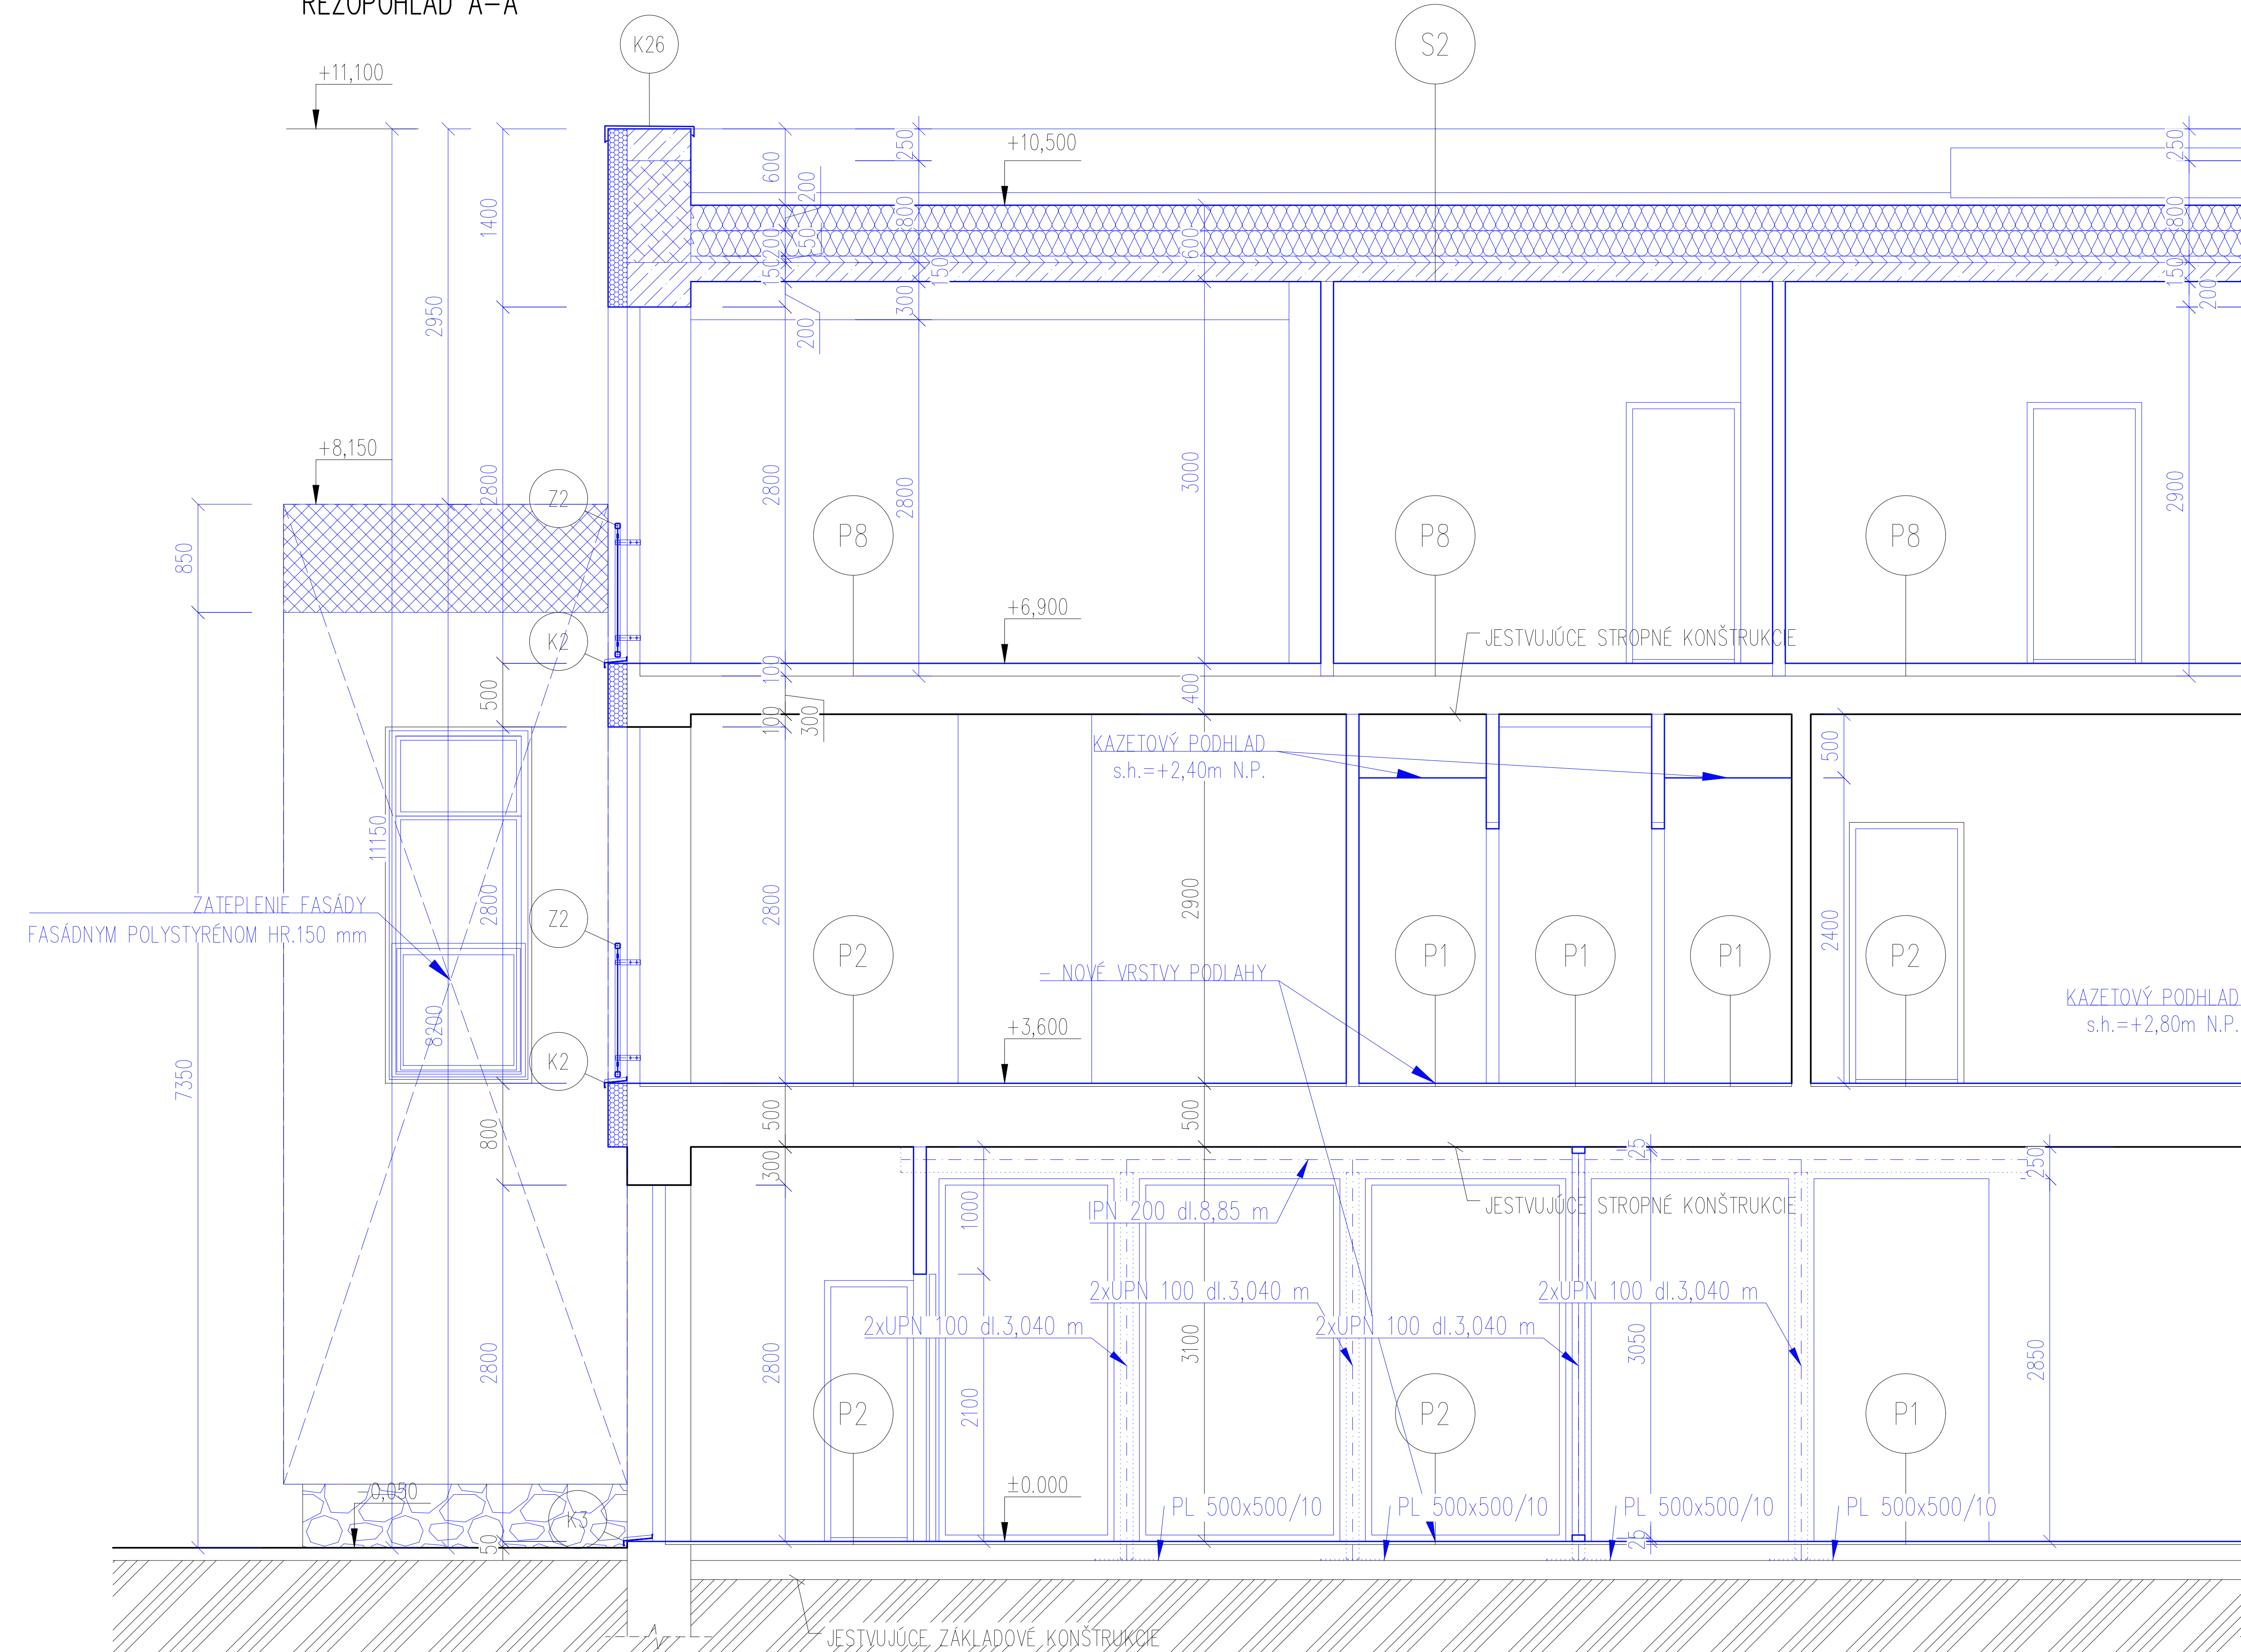 REZOPOHĽAD A-A
K26
S2
+11,100
+10,500
250
600
200
800
1400
200
50
150
600
150
300
200
250
800
150
200
2950
+8,150
2800
Z2
2800
2800
3000
2900
P8
P8
P8
850
K2
+6,900
JESTVUJÚCE STROPNÉ KONŠTRUKCIE
500
100
100
300
400
KAZETOVÝ PODHLAD
s.h.=+2,40m N.P.
500
11150
2800
ZATEPLENIE FASÁDY
FASÁDNYM POLYSTYRÉNOM HR.150 mm
Z2
2800
2900
2400
P2
P1
P1
P1
P2
- NOVÉ VRSTVY PODLAHY
KAZETOVÝ PODHLAD
s.h.=+2,80m N.P.
8200
+3,600
K2
7350
800
500
500
300
25
250
1000
IPN 200 dl.8,85 m
JESTVUJÚCE STROPNÉ KONŠTRUKCIE
2xUPN 100 dl.3,040 m
2xUPN 100 dl.3,040 m
2xUPN 100 dl.3,040 m
2xUPN 100 dl.3,040 m
2800
2800
3100
3050
2850
2100
P2
P2
P1
-0,050
±0.000
K3
PL 500x500/10
PL 500x500/10
PL 500x500/10
PL 500x500/10
50
25
JESTVUJÚCE ZÁKLADOVÉ KONŠTRUKCIE